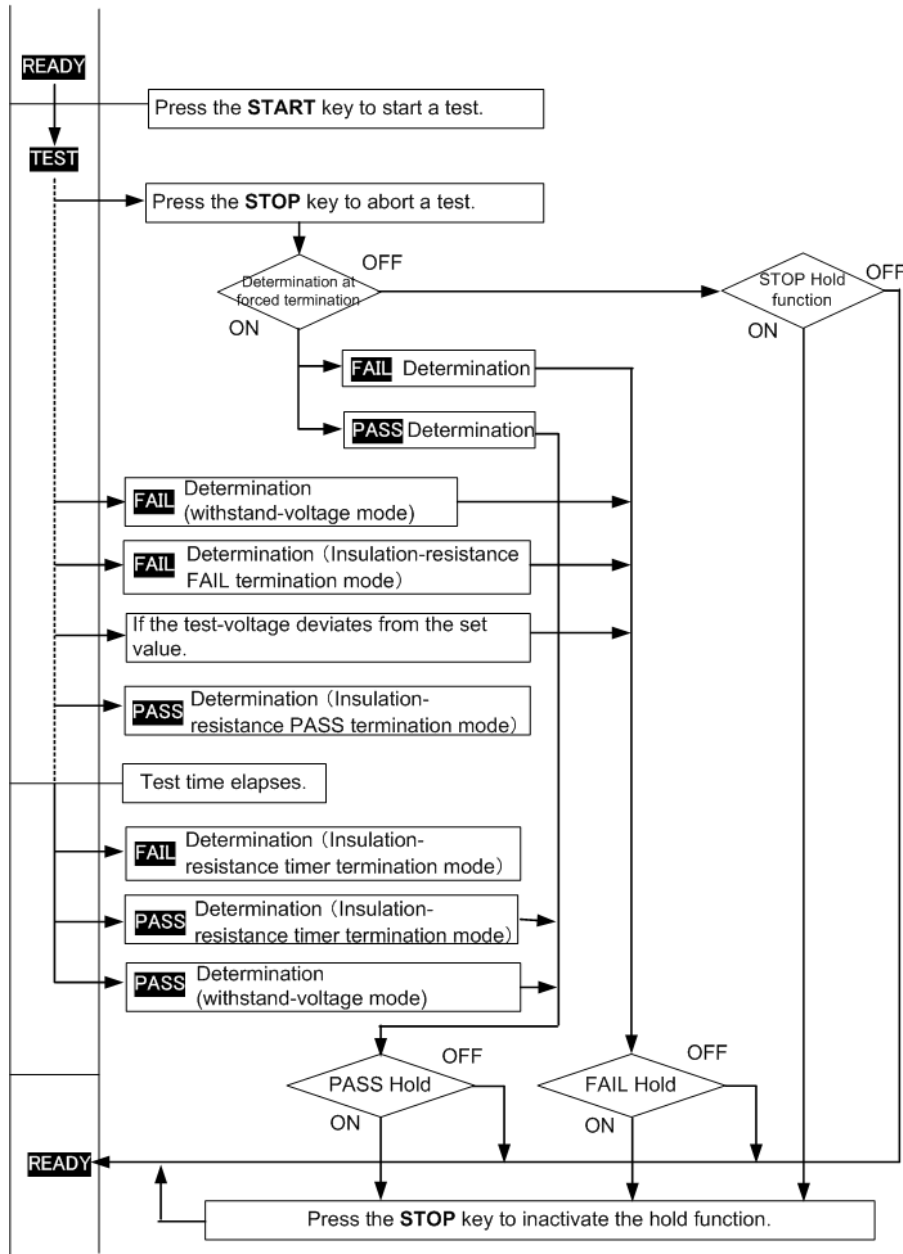 READY
Press the START key to start a test.
TEST
Press the STOP key to abort a test.
OFF
Determination at
forced termination
ON
STOP Hold
function
OFF
ON
FAIL Determination
PASS Determination
FAIL Determination
(withstand-voltage mode)
FAIL Determination (Insulation-resistance
FAIL termination mode)
If the test-voltage deviates from the set
value.
PASS Determination (Insulation-
resistance PASS termination mode)
Test time elapses.
FAIL Determination (Insulation-
resistance timer termination mode)
PASS Determination (Insulation-
resistance timer termination mode)
PASS Determination
(withstand-voltage mode)
OFF
PASS Hold
ON
OFF
FAIL Hold
ON
READY
Press the STOP key to inactivate the hold function.